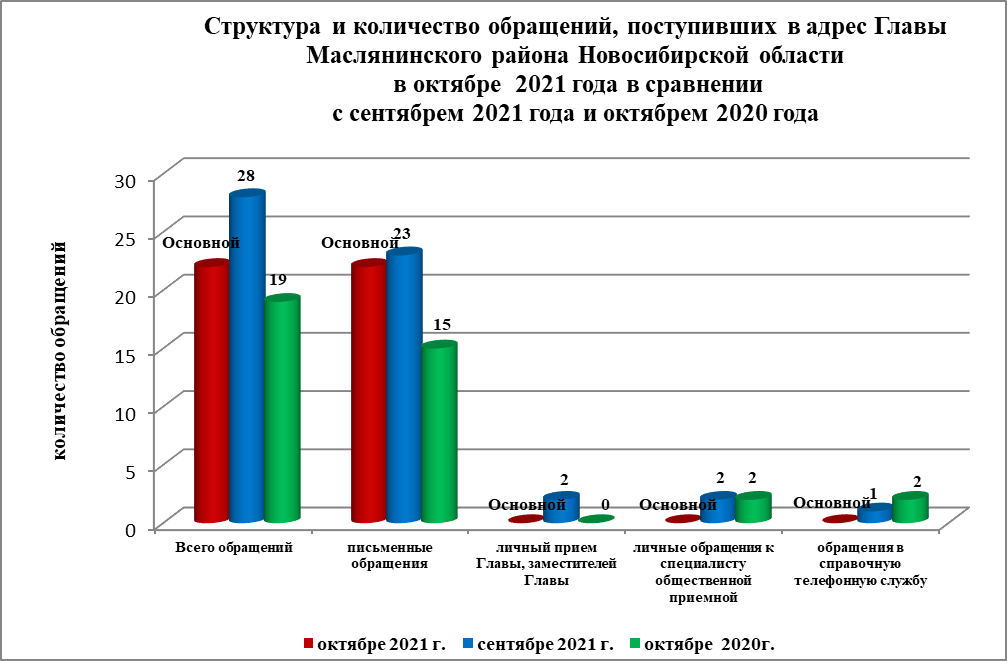 Структура и количество обращений, поступивших в адрес Главы
Маслянинского района Новосибирской области
в октябре 2021 года в сравнении
с сентябрем 2021 года и октябрем 2020 года
количество обращений
30
25
20
15
10
5
0
Основной
28
19
Основной
23
15
Основной
2
0
Основной
2
2
Основной
1
2
Всего обращений
письменные
обращения
личный прием
Главы, заместителей
Главы
личные обращения к
специалисту
общественной
приемной
обращения в
справочную
телефонную службу
октябре 2021 г.
сентябре 2021 г.
октябре 2020г.